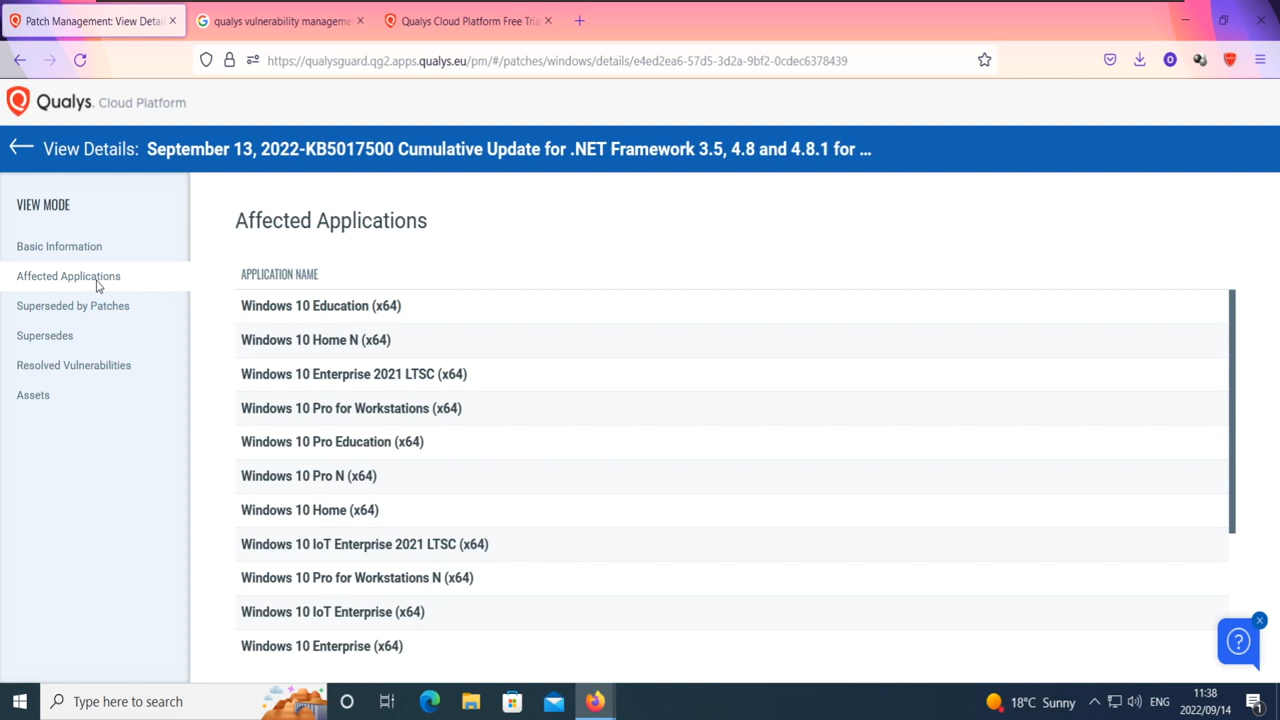 Patch Management: View Detai
qualys vulnerability manageme
Qualys Cloud Platform Free Tria
https://qualysguard.qg2.apps.qualys.eu/pm/#/patches/windows/details/e4ed2ea6-57d5-3d2a-9bf2-0cdec6378439
Qualys. Cloud Platform
View Details: September 13, 2022-KB5017500 Cumulative Update for .NET Framework 3.5, 4.8 and 4.8.1 for ...
VIEW MODE
Basic Information
Affected Applications
Superseded by Patches
Supersedes
Resolved Vulnerabilities
Assets
Affected Applications
APPLICATION NAME
Windows 10 Education (x64)
Windows 10 Home N (x64)
Windows 10 Enterprise 2021 LTSC (x64)
Windows 10 Pro for Workstations (x64)
Windows 10 Pro Education (x64)
Windows 10 Pro N (x64)
Windows 10 Home (x64)
Windows 10 IoT Enterprise 2021 LTSC (x64)
Windows 10 Pro for Workstations N (x64)
Windows 10 IoT Enterprise (x64)
Windows 10 Enterprise (x64)
Type here to search
18°C Sunny
ENG
11:38
2022/09/14
1